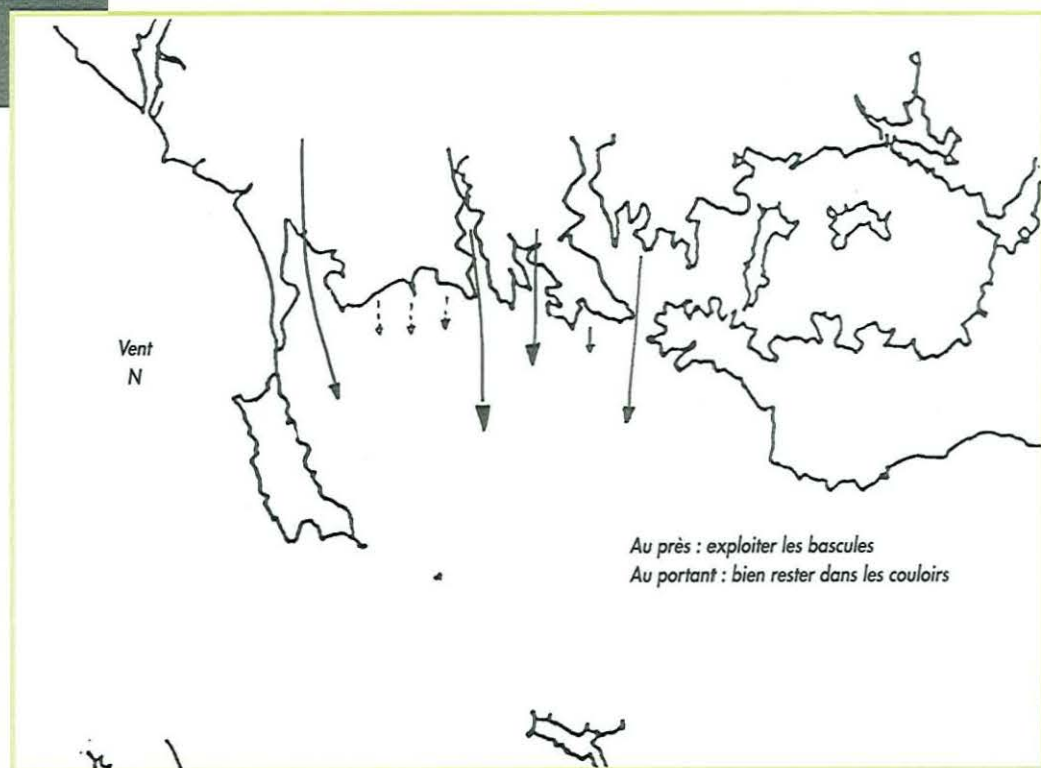 Vent
N
Au près : exploiter les bascules
Au portant : bien rester dans les couloirs